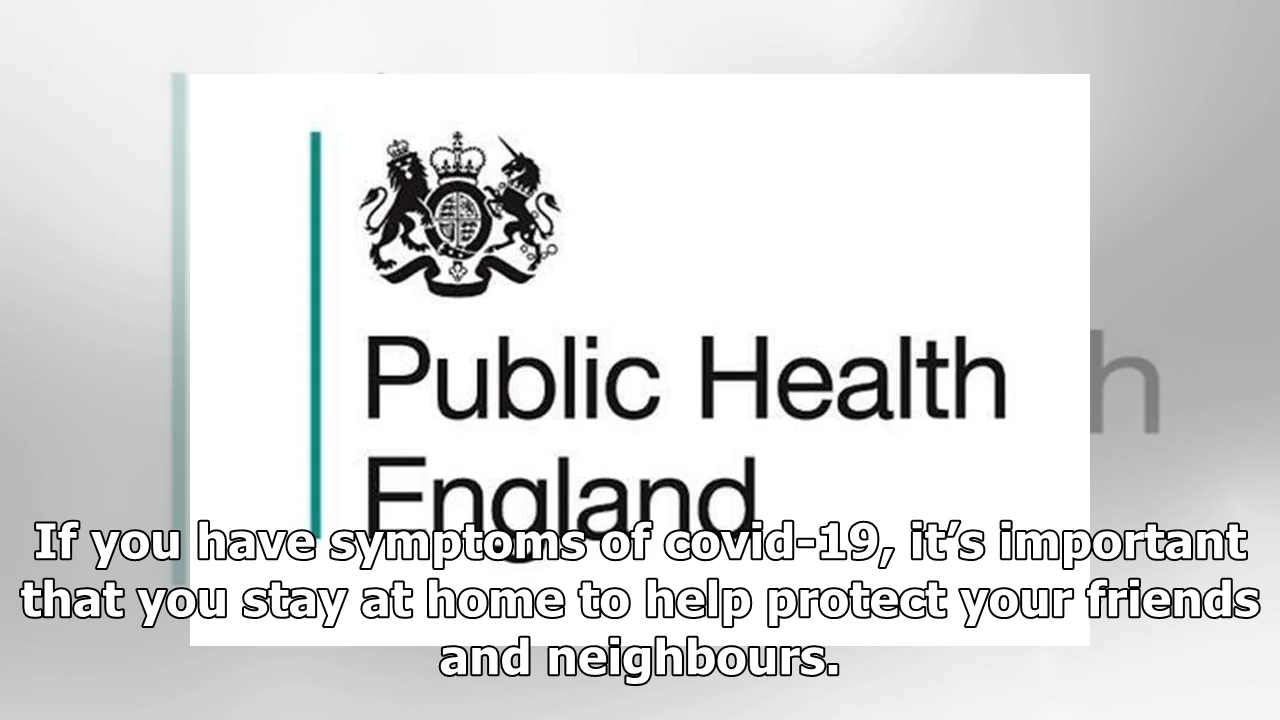 Public Health
h
England
If you have symptoms of covid-19, it’s important
that you stay at home to help protect your friends
and neighbours.